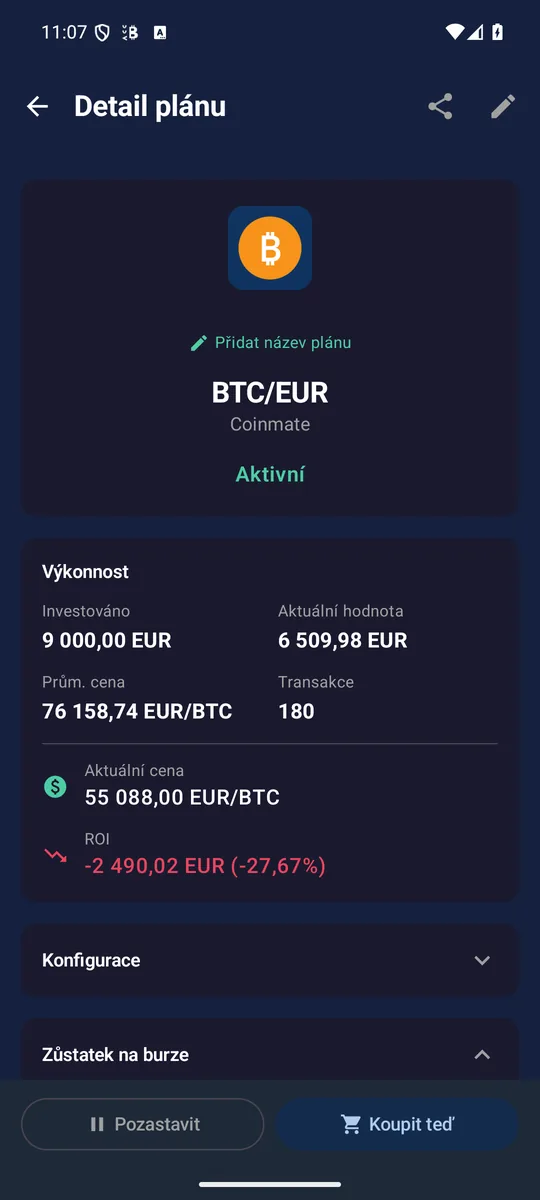 11:07
Detail plánu
Přidat název plánu
BTC/EUR
Coinmate
Aktivní
Výkonnost
Investováno
9 000,00 EUR
Aktuální hodnota
6 509,98 EUR
Prům. cena
76 158,74 EUR/BTC
Transakce
180
Aktuální cena
55 088,00 EUR/BTC
ROI
-2 490,02 EUR (-27,67%)
Konfigurace
Zůstatek na burze
Pozastavit
Koupit teď